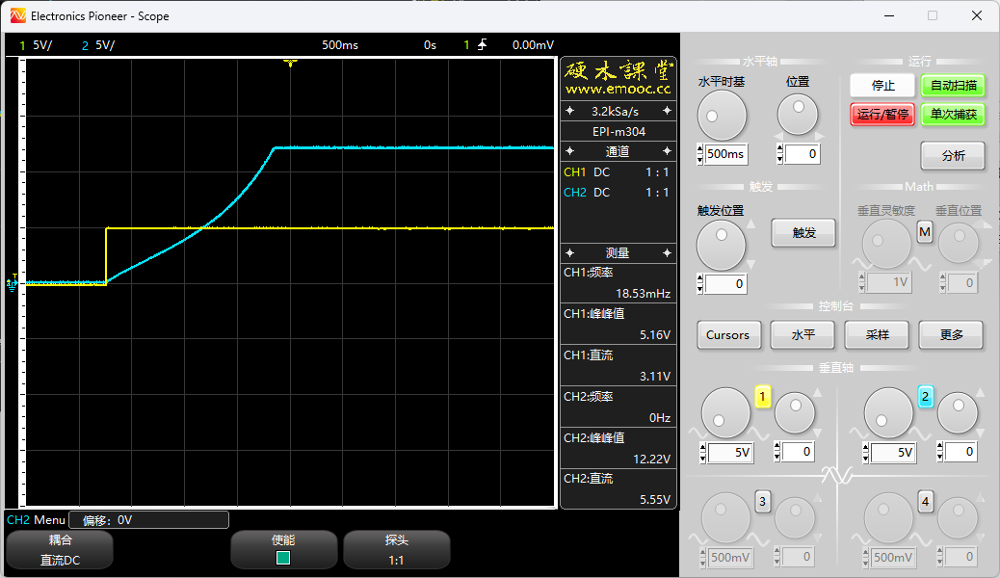 Electronics Pioneer - Scope
1 5V/ 2 5V/ 500ms 0s 1 0.00mV
硬木課堂
www.emooc.cc
3.2kSa/s
EPI-m304
通道
CH1 DC 1 : 1
CH2 DC 1 : 1
测量
CH1:频率
18.53mHz
CH1:峰峰值
5.16V
CH1:直流
3.11V
CH2:频率
0Hz
CH2:峰峰值
12.22V
CH2:直流
5.55V
T
CH2 Menu 偏移: 0V
耦合
直流DC
使能
探头
1:1
水平轴
水平时基 位置
500ms 0
运行
停止 自动扫描
运行/暂停 单次捕获
分析
触发
触发位置
触发
0
Math
垂直灵敏度 垂直位置
M
1V 0
控制台
Cursors 水平 采样 更多
垂直轴
1 2
5V 0 5V 0
3 4
500mV 0 500mV 0